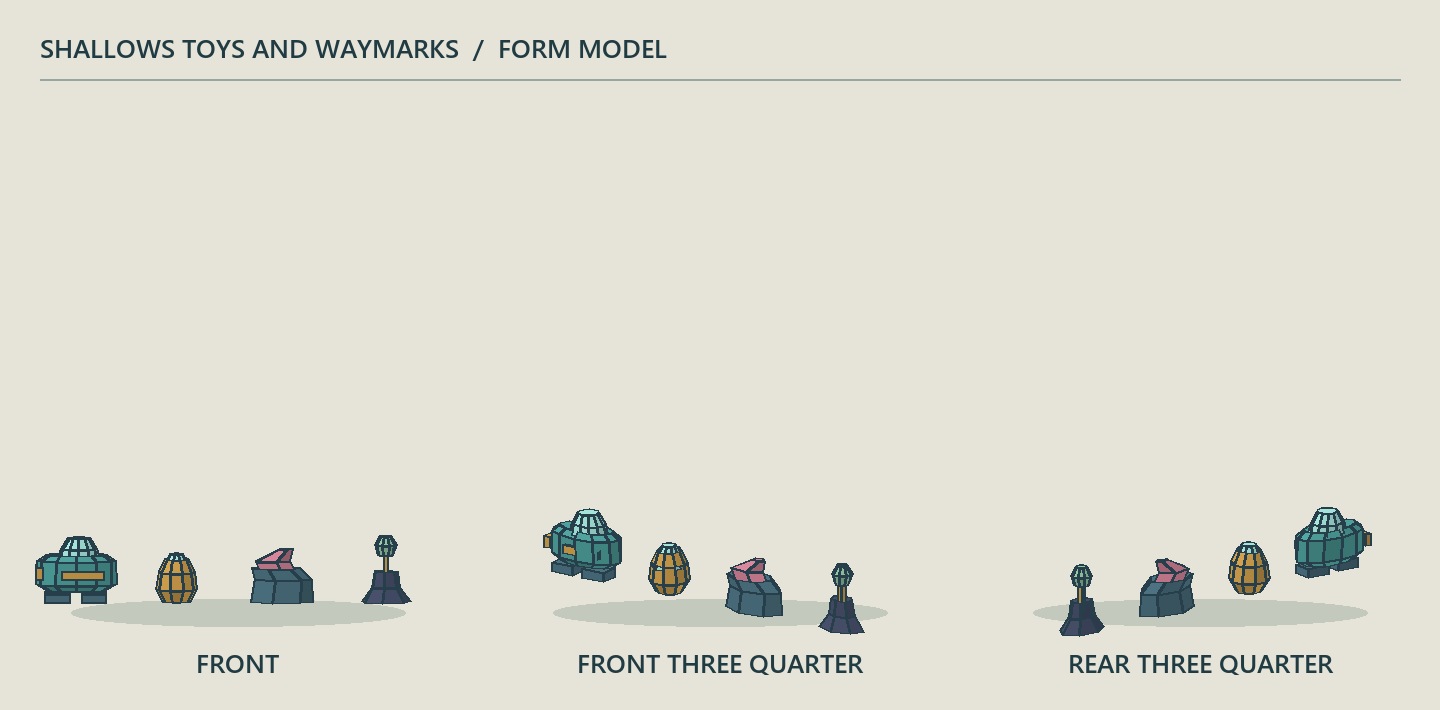 SHALLOWS TOYS AND WAYMARKS / FORM MODEL
FRONT
FRONT THREE QUARTER
REAR THREE QUARTER